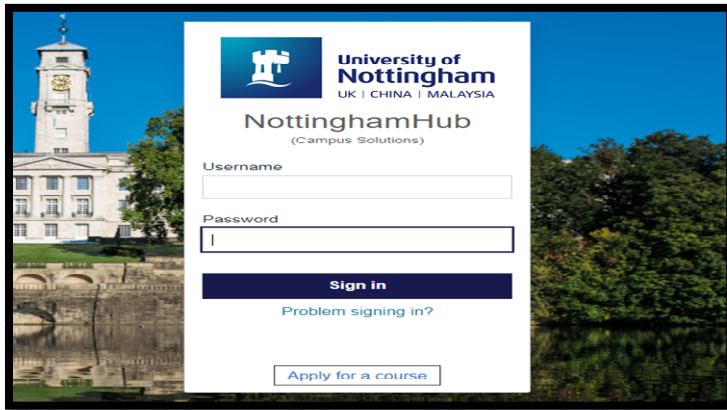 University of
Nottingham
UK | CHINA | MALAYSIA
NottinghamHub
(Campus Solutions)
Username
Password
Sign in
Problem signing in?
Apply for a course